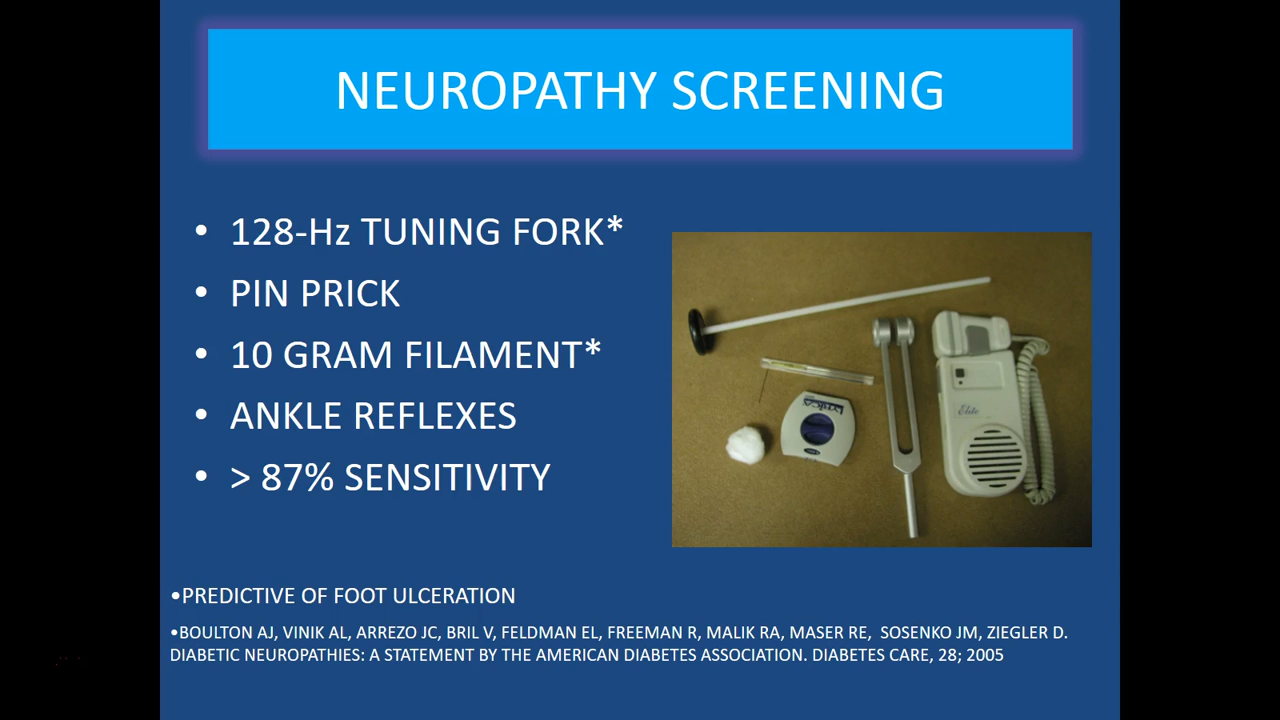 NEUROPATHY SCREENING
• 128-Hz TUNING FORK*
• PIN PRICK
• 10 GRAM FILAMENT*
• ANKLE REFLEXES
• > 87% SENSITIVITY
Elite
•PREDICTIVE OF FOOT ULCERATION
•BOULTON AJ, VINIK AL, ARREZO JC, BRIL V, FELDMAN EL, FREEMAN R, MALIK RA, MASER RE, SOSENKO JM, ZIEGLER D.
DIABETIC NEUROPATHIES: A STATEMENT BY THE AMERICAN DIABETES ASSOCIATION. DIABETES CARE, 28; 2005